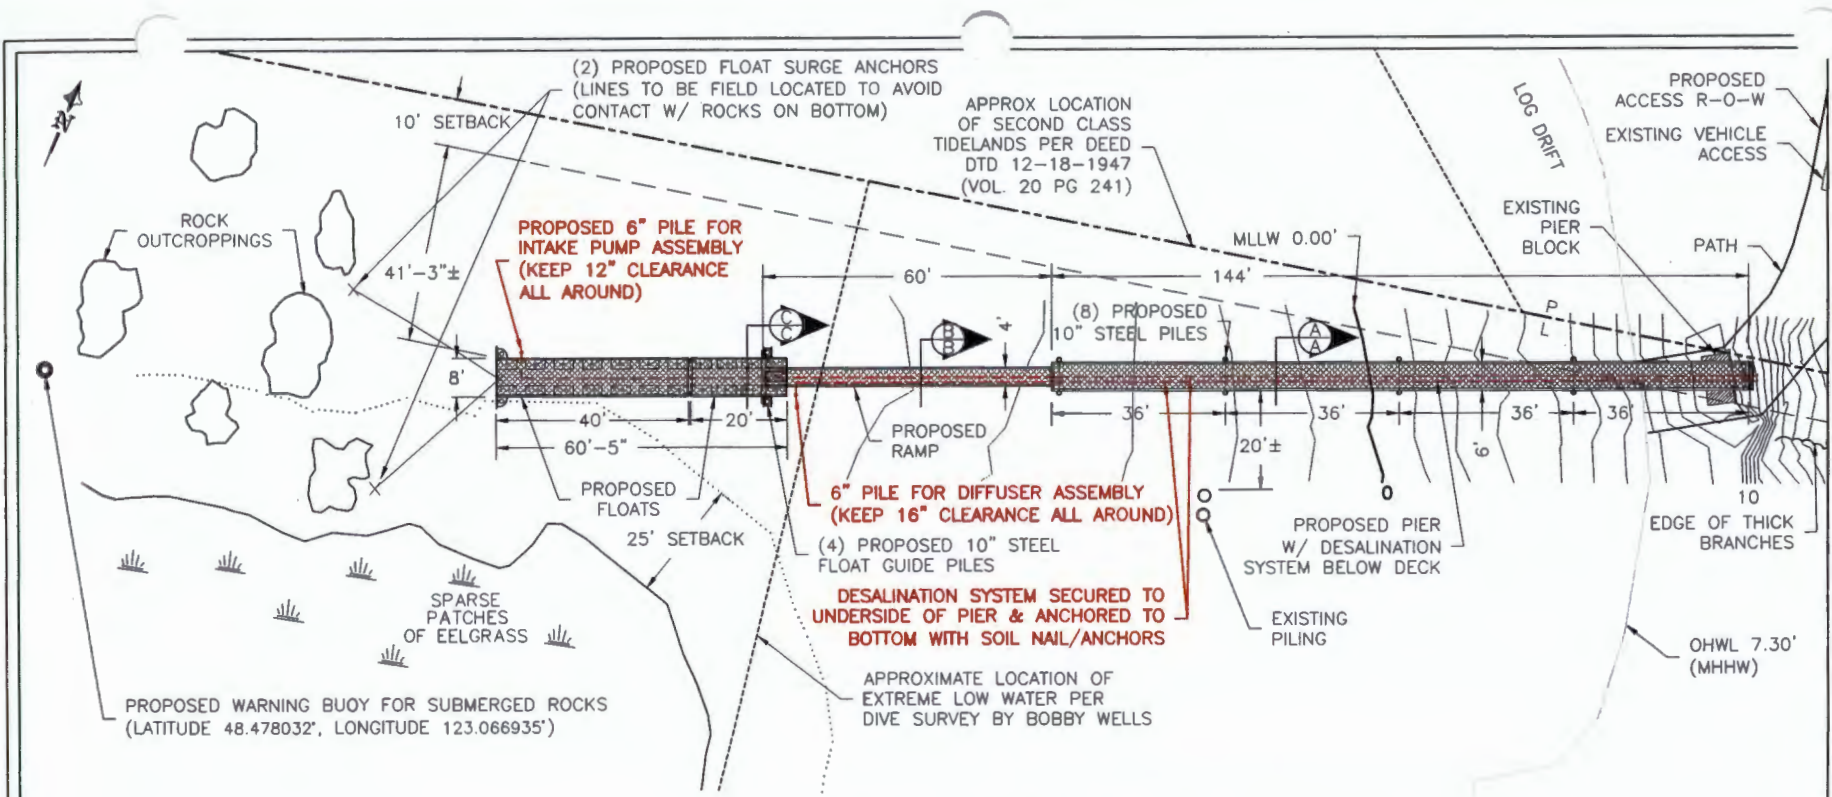 (2) PROPOSED FLOAT SURGE ANCHORS
(LINES TO BE FIELD LOCATED TO AVOID
CONTACT W/ ROCKS ON BOTTOM)
10' SETBACK
N
APPROX LOCATION
OF SECOND CLASS
TIDELANDS PER DEED
DTD 12-18-1947
(VOL. 20 PG 241)
LOG DRIFT
PROPOSED
ACCESS R-O-W
EXISTING VEHICLE
ACCESS
ROCK
OUTCROPPINGS
PROPOSED 6" PILE FOR
INTAKE PUMP ASSEMBLY
(KEEP 12" CLEARANCE
ALL AROUND)
41'-3"±
EXISTING
PIER
BLOCK
PATH
MLLW 0.00'
60'
144'
P
L
(8) PROPOSED
10" STEEL PILES
C
C
B
B
4'
A
A
8'
40'
20'
60'-5"
36'
36'
36'
36'
PROPOSED
RAMP
20'±
6'
PROPOSED
FLOATS
25' SETBACK
6" PILE FOR DIFFUSER ASSEMBLY
(KEEP 16" CLEARANCE ALL AROUND)
(4) PROPOSED 10" STEEL
FLOAT GUIDE PILES
0
10
PROPOSED PIER
W/ DESALINATION
SYSTEM BELOW DECK
EDGE OF THICK
BRANCHES
DESALINATION SYSTEM SECURED TO
UNDERSIDE OF PIER & ANCHORED TO
BOTTOM WITH SOIL NAIL/ANCHORS
EXISTING
PILING
SPARSE
PATCHES
OF EELGRASS
OHWL 7.30'
(MHHW)
APPROXIMATE LOCATION OF
EXTREME LOW WATER PER
DIVE SURVEY BY BOBBY WELLS
PROPOSED WARNING BUOY FOR SUBMERGED ROCKS
(LATITUDE 48.478032°, LONGITUDE 123.066935°)